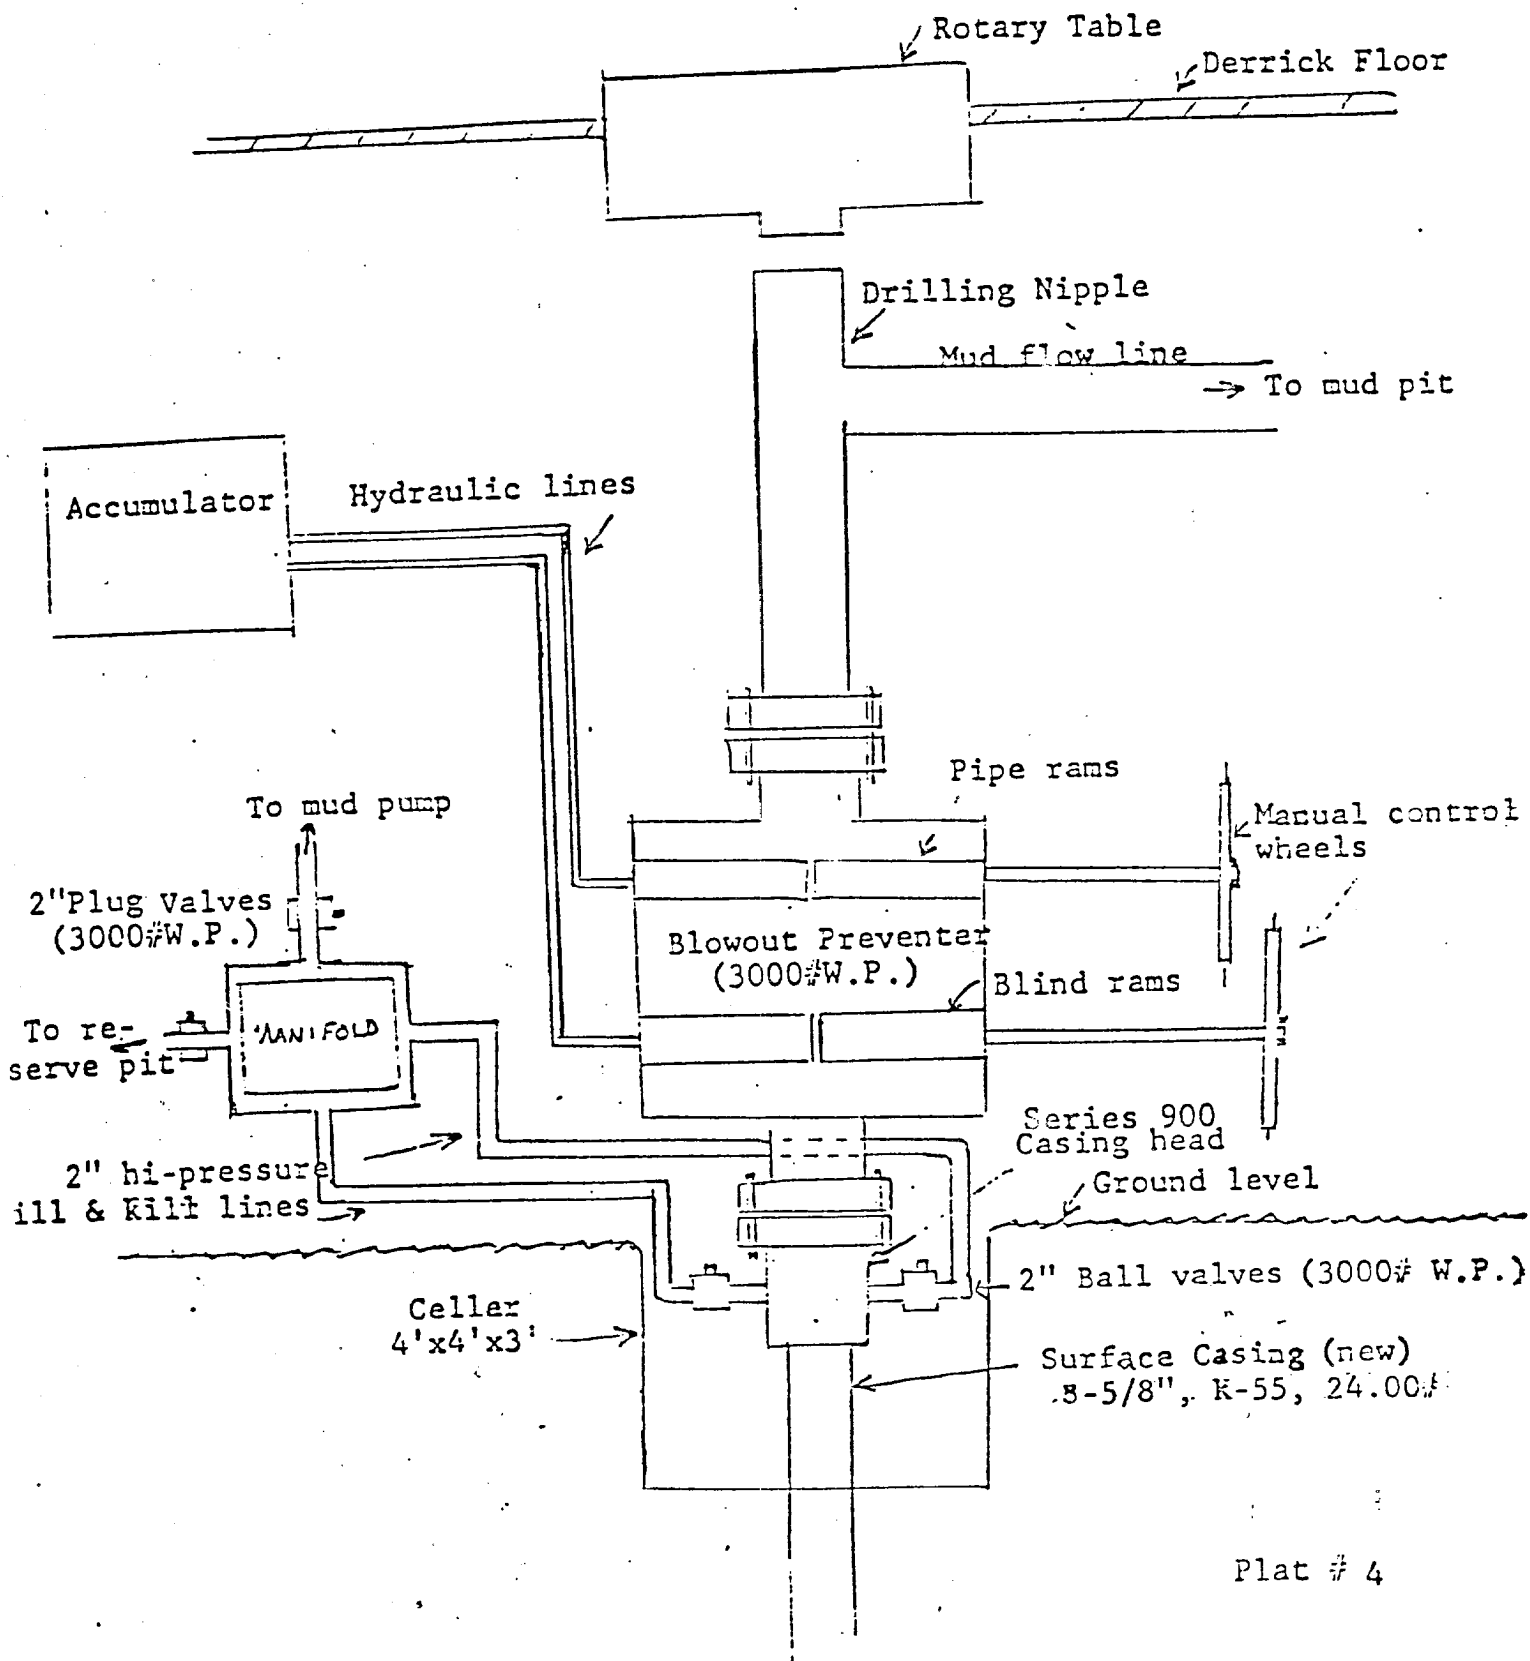 Rotary Table
Derrick Floor
Drilling Nipple
Mud flow line
To mud pit
Accumulator
Hydraulic lines
Pipe rams
To mud pump
Manual control
wheels
2"Plug Valves
(3000#W.P.)
Blowout Preventer
(3000#W.P.)
Blind rams
To re-
serve pit
MANIFOLD
Series 900
Casing head
2" hi-pressure
ill & Kill lines
Ground level
2" Ball valves (3000# W.P.)
Celler
4'x4'x3'
Surface Casing (new)
8-5/8", K-55, 24.00#
Plat # 4